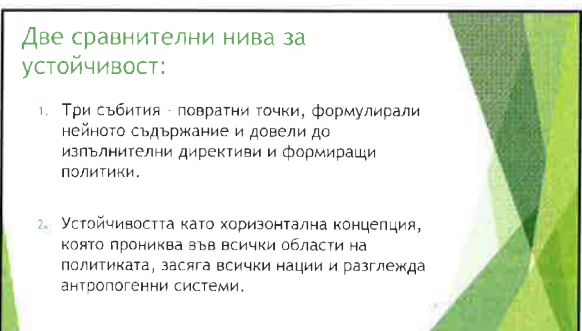 Две сравнителни нива за
устойчивост:
1. Три събития - повратни точки, формулирали
нейното съдържание и довели до
изпълнителни директиви и формиращи
политики.
2. Устойчивостта като хоризонтална концепция,
която прониква във всички области на
политиката, засяга всички нации и разглежда
антропогенни системи.